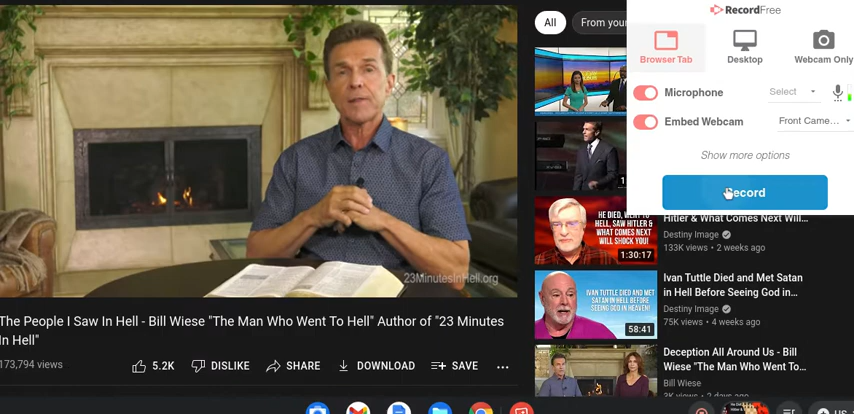 23MinutesInHell.org
The People I Saw In Hell - Bill Wiese "The Man Who Went To Hell" Author of "23 Minutes
In Hell"
173,794 views
5.2K
DISLIKE
SHARE
DOWNLOAD
SAVE
All
From your
RecordFree
Browser Tab
Desktop
Webcam Only
Microphone
Select
Embed Webcam
Front Came...
Show more options
Record
HE DIED, WENT TO
HELL, SAW HITLER &
WHAT COMES NEXT
WILL SHOCK YOU!
1:30:17
Hitler & What Comes Next Will...
Destiny Image
133K views • 2 weeks ago
IVAN TUTTLE DIED AND MET
SATAN IN HELL BEFORE
SEEING GOD IN HEAVEN!
58:41
Ivan Tuttle Died and Met Satan
in Hell Before Seeing God in...
Destiny Image
75K views • 4 weeks ago
Deception All Around Us - Bill
Wiese "The Man Who Went To...
Bill Wiese
3K views • 2 days ago
US